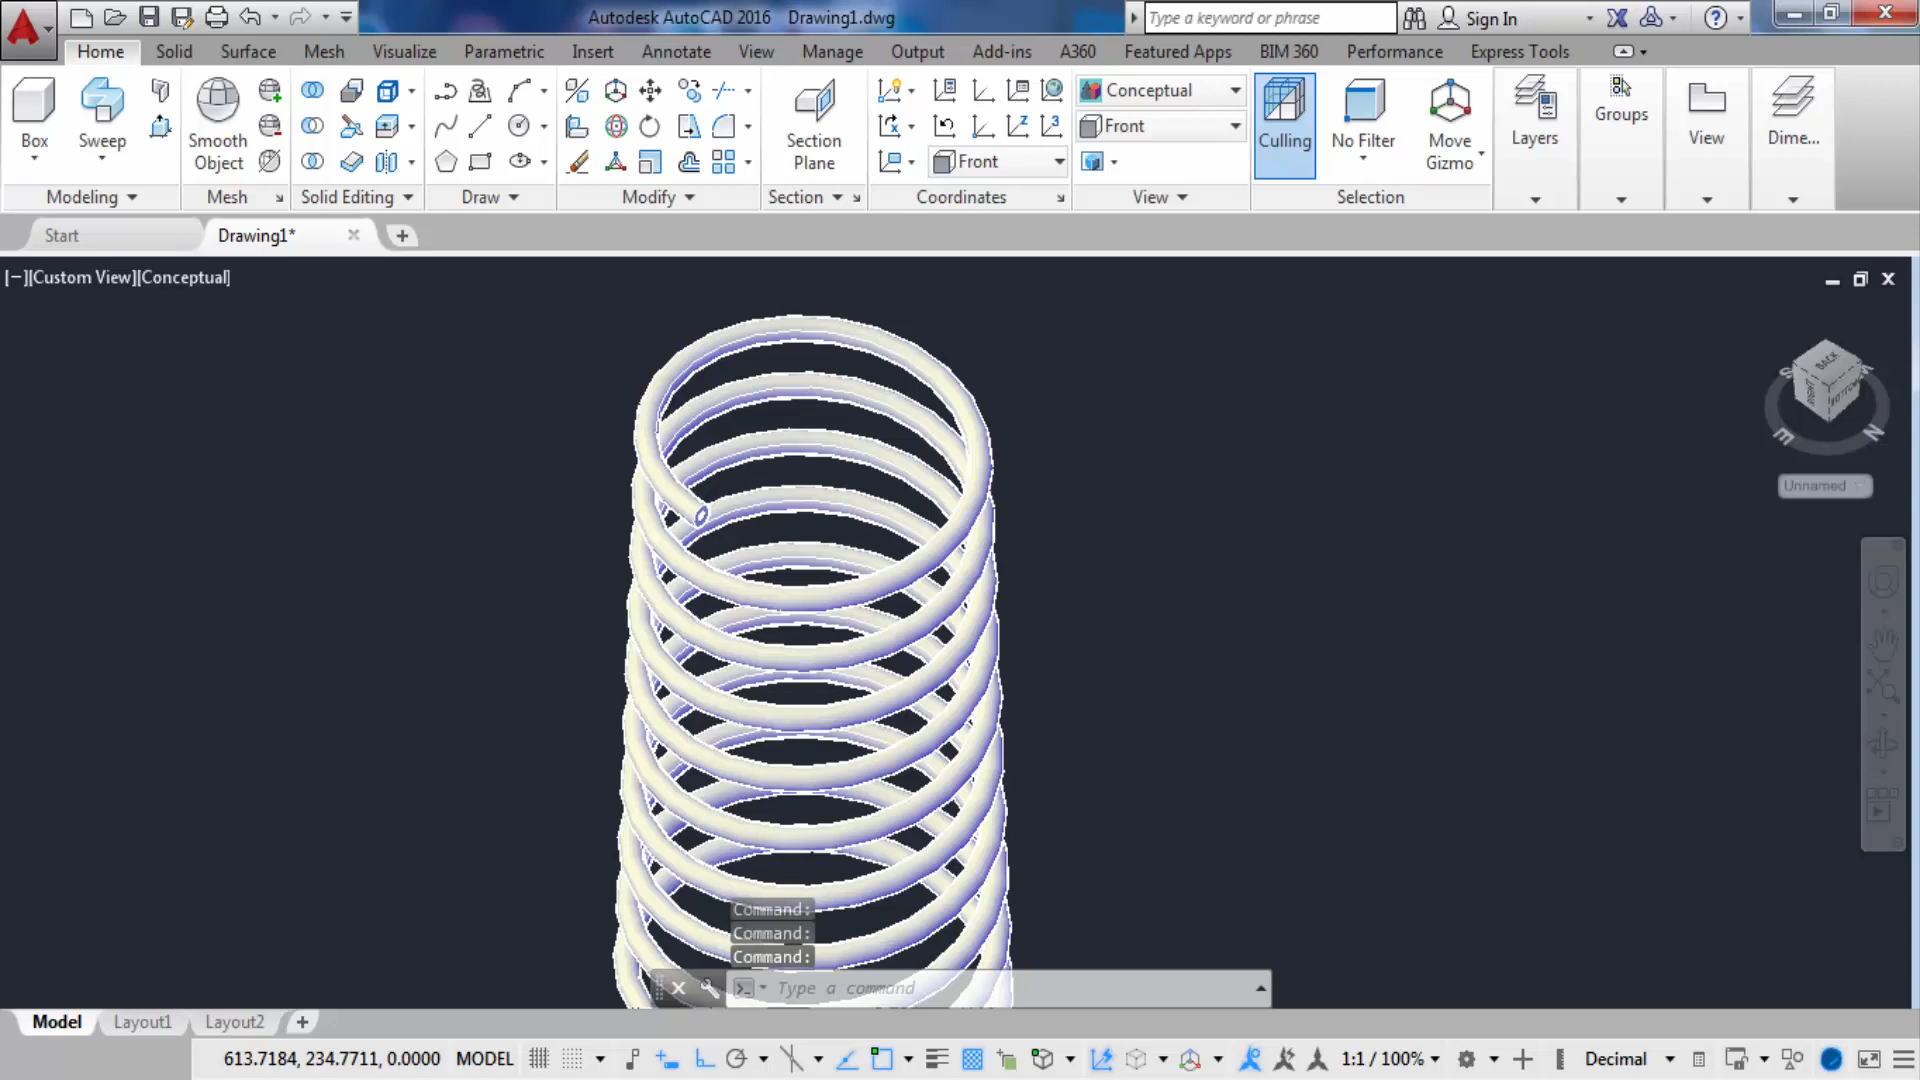 Autodesk AutoCAD 2016 Drawing1.dwg
Type a keyword or phrase
Sign In
Home Solid Surface Mesh Visualize Parametric Insert Annotate View Manage Output Add-ins A360 Featured Apps BIM 360 Performance Express Tools
Box
Sweep
Smooth Object
Section Plane
Conceptual
Front
Front
Culling
No Filter
Move Gizmo
Layers
Groups
View
Dime...
Modeling Mesh Solid Editing Draw Modify Section Coordinates View Selection
Start
Drawing1*
[−][Custom View][Conceptual]
BACK
RIGHT
BOTTOM
S
E
N
Unnamed
Command:
Command:
Command:
Type a command
Model Layout1 Layout2
613.7184, 234.7711, 0.0000 MODEL
1:1 / 100%
Decimal